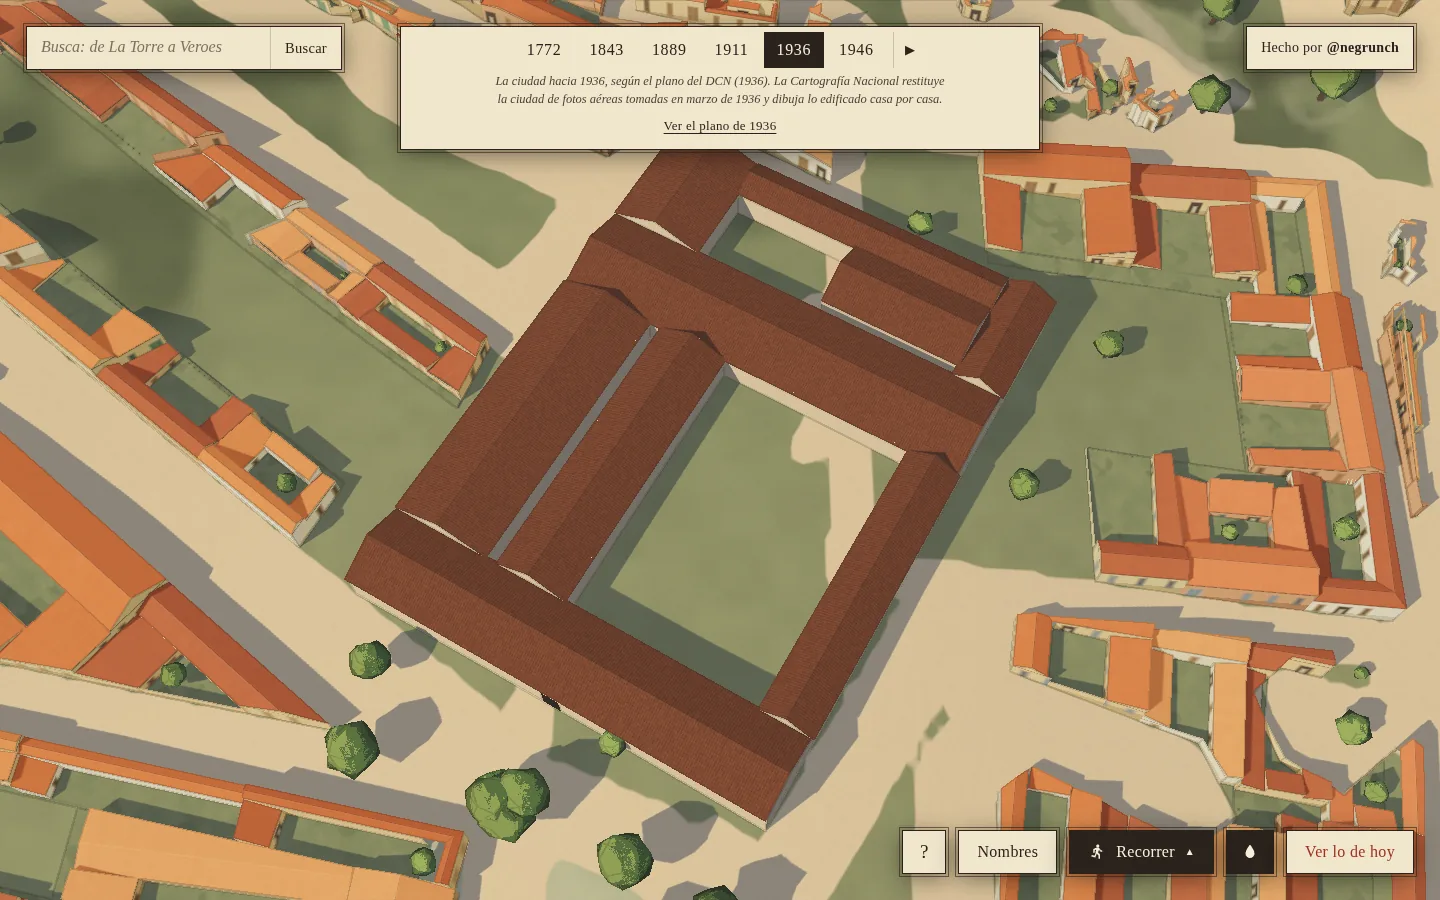 Busca: de La Torre a Veroes
Buscar
1772 1843 1889 1911 1936 1946 ▶
La ciudad hacia 1936, según el plano del DCN (1936). La Cartografía Nacional restituye
la ciudad de fotos aéreas tomadas en marzo de 1936 y dibuja lo edificado casa por casa.
Ver el plano de 1936
Hecho por @negrunch
?
Nombres
Recorrer ▲
Ver lo de hoy